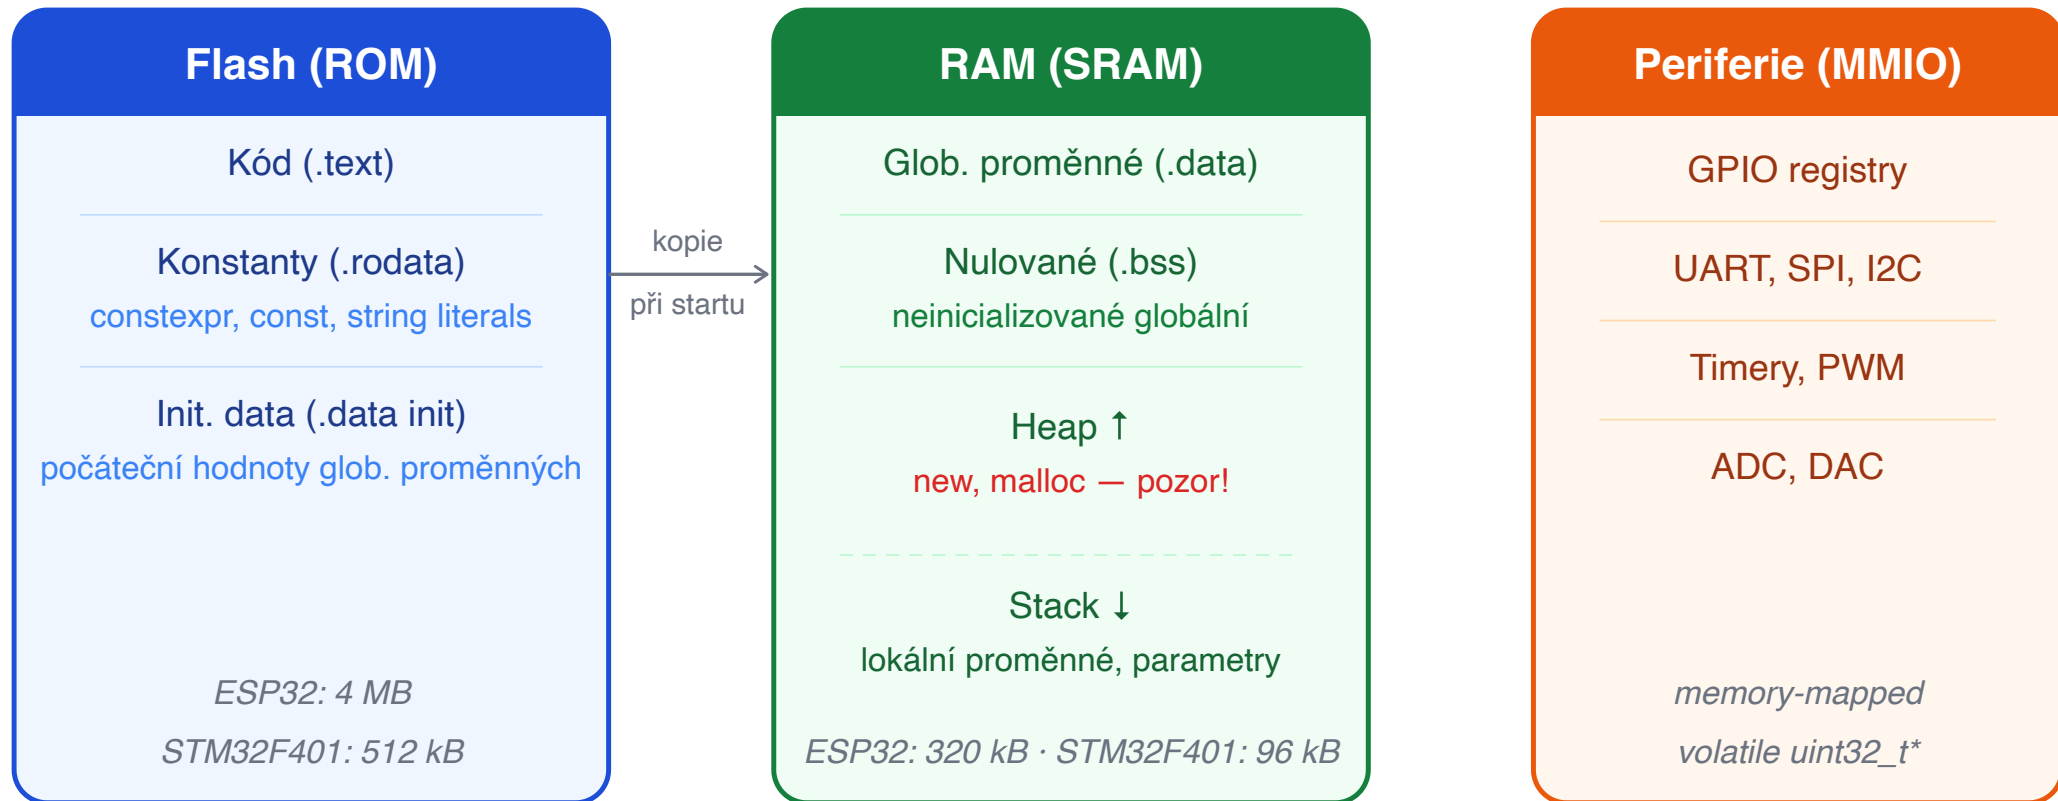 Flash (ROM)
Kód (.text)
Konstanty (.rodata)
constexpr, const, string literals
Init. data (.data init)
počáteční hodnoty glob. proměnných
ESP32: 4 MB
STM32F401: 512 kB
kopie
při startu
RAM (SRAM)
Glob. proměnné (.data)
Nulované (.bss)
neinicializované globální
Heap ↑
new, malloc — pozor!
Stack ↓
lokální proměnné, parametry
ESP32: 320 kB · STM32F401: 96 kB
Periferie (MMIO)
GPIO registry
UART, SPI, I2C
Timery, PWM
ADC, DAC
memory-mapped
volatile uint32_t*